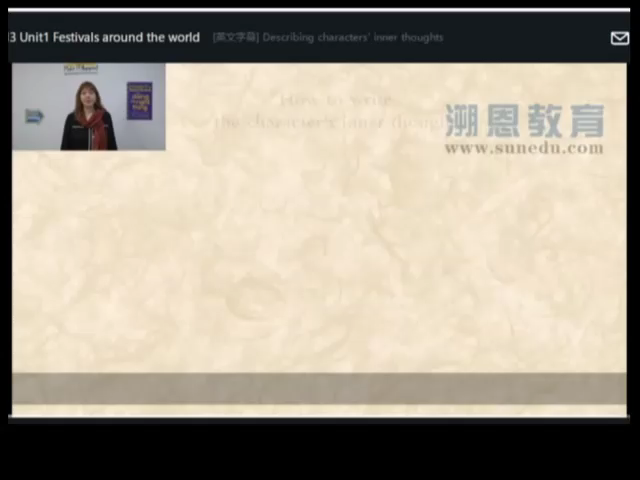 3 Unit1 Festivals around the world [英文字幕] Describing characters' inner thoughts
How to write
the character's inner though
溯恩教育
www.sunedu.com